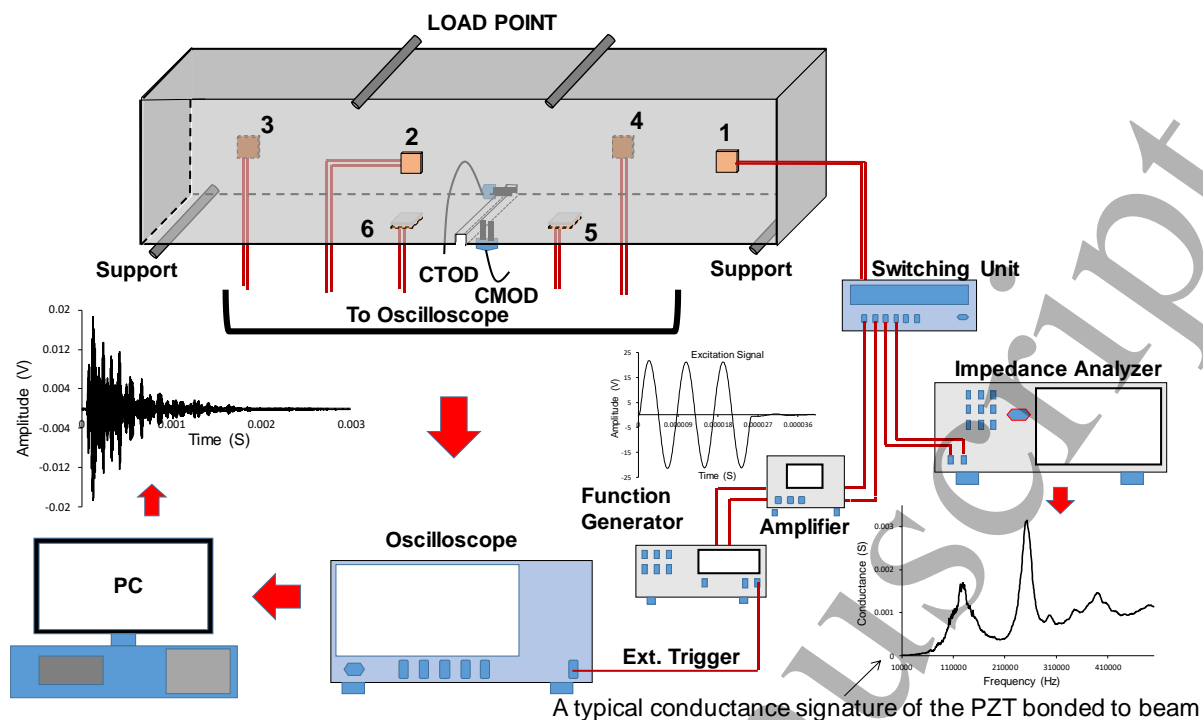 LOAD POINT
3
2
4
1
6
5
Support
CTOD
CMOD
Support
Switching Unit
To Oscilloscope
0.02
0.012
0.004
-0.004
-0.012
-0.02
0
0.001
0.002
0.003
Amplitude (V)
Time (S)
Excitation Signal
25
15
5
-5
-15
-25
0
0.000009
0.000018
0.000027
0.000036
Amplitude (V)
Time (S)
Impedance Analyzer
Function
Generator
Amplifier
Oscilloscope
PC
Ext. Trigger
0.003
0.002
0.001
0
10000
110000
210000
310000
410000
Conductance (S)
Frequency (Hz)
A typical conductance signature of the PZT bonded to beam
uscript